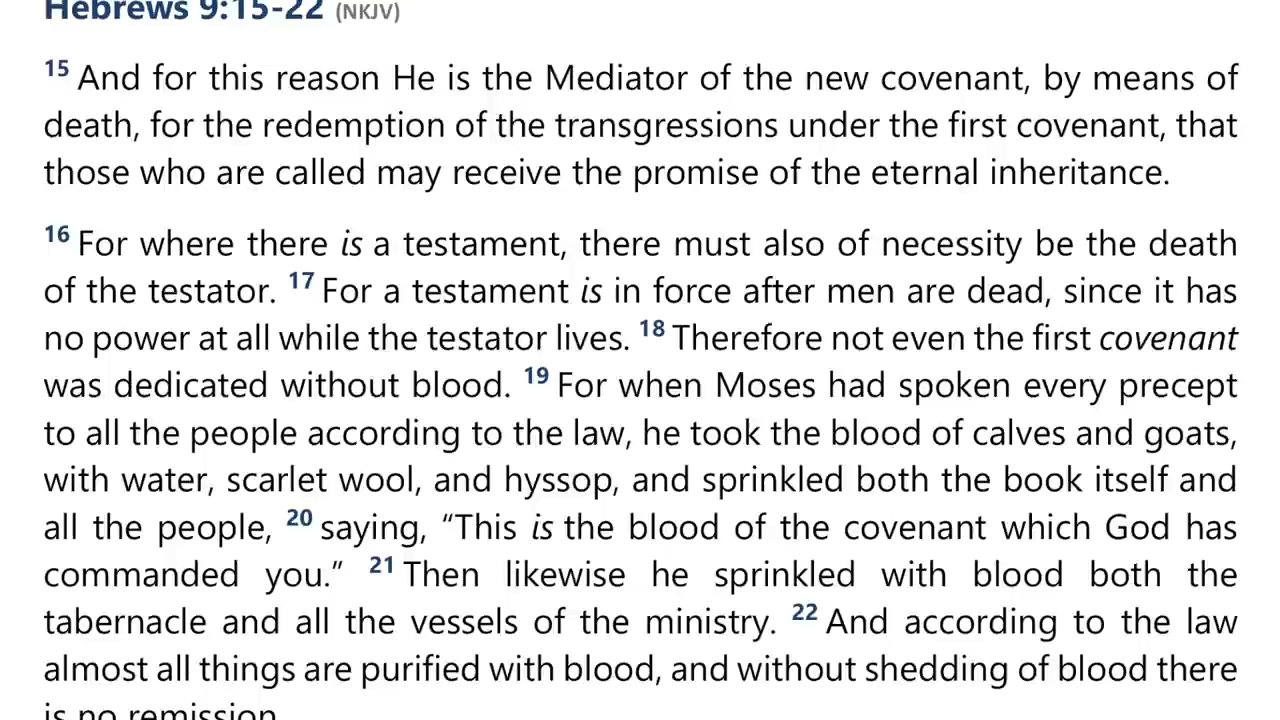 Hebrews 9:15-22 (NKJV)
15 And for this reason He is the Mediator of the new covenant, by means of
death, for the redemption of the transgressions under the first covenant, that
those who are called may receive the promise of the eternal inheritance.
16 For where there is a testament, there must also of necessity be the death
of the testator. 17 For a testament is in force after men are dead, since it has
no power at all while the testator lives. 18 Therefore not even the first covenant
was dedicated without blood. 19 For when Moses had spoken every precept
to all the people according to the law, he took the blood of calves and goats,
with water, scarlet wool, and hyssop, and sprinkled both the book itself and
all the people, 20 saying, “This is the blood of the covenant which God has
commanded you.” 21 Then likewise he sprinkled with blood both the
tabernacle and all the vessels of the ministry. 22 And according to the law
almost all things are purified with blood, and without shedding of blood there
is no remission.